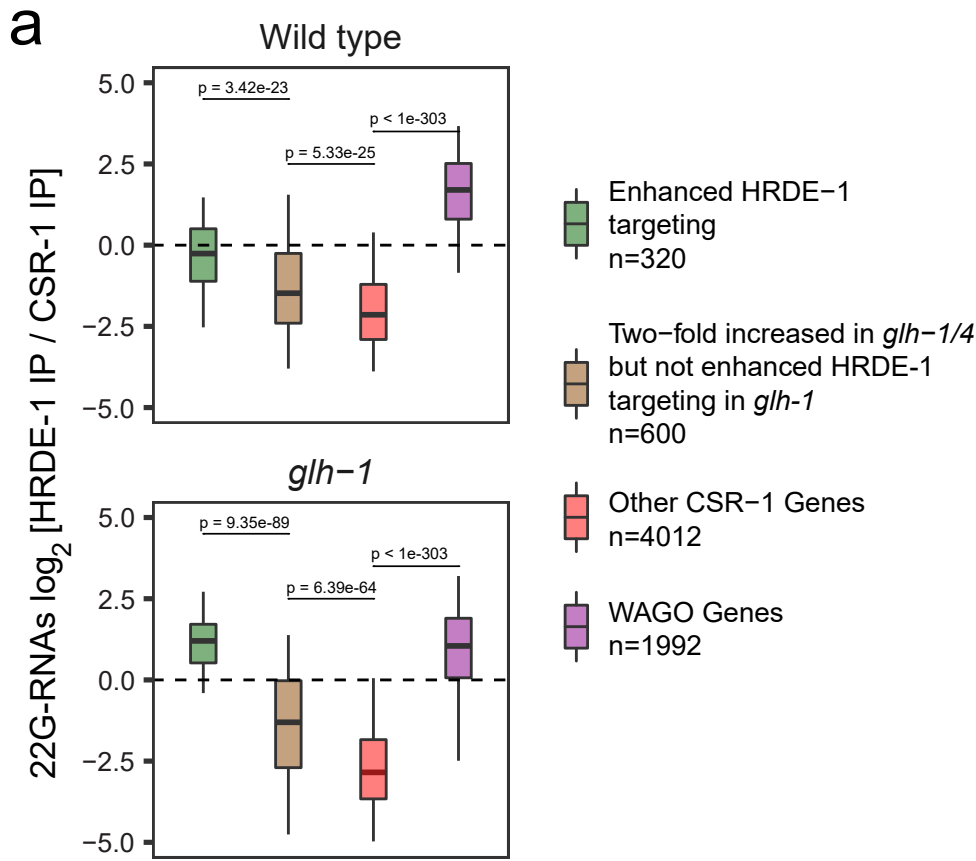 a
Wild type
22G-RNAs log2 [HRDE-1 IP / CSR-1 IP]
5.0
2.5
0.0
−2.5
−5.0
p = 3.42e-23
p < 1e-303
p = 5.33e-25
glh−1
5.0
2.5
0.0
−2.5
−5.0
p = 9.35e-89
p < 1e-303
p = 6.39e-64
Enhanced HRDE−1
targeting
n=320
Two−fold increased in glh−1/4
but not enhanced HRDE-1
targeting in glh-1
n=600
Other CSR−1 Genes
n=4012
WAGO Genes
n=1992